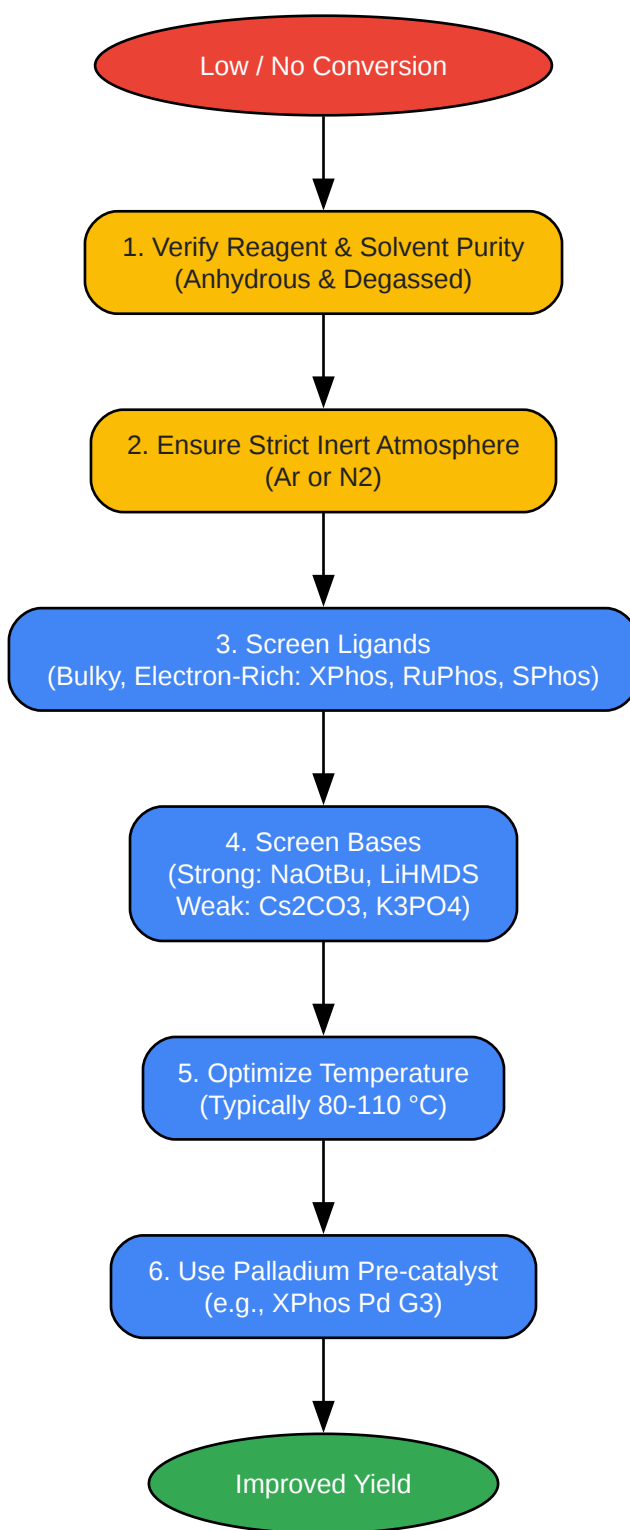 Low / No Conversion
1. Verify Reagent & Solvent Purity
(Anhydrous & Degassed)
2. Ensure Strict Inert Atmosphere
(Ar or N2)
3. Screen Ligands
(Bulky, Electron-Rich: XPhos, RuPhos, SPhos)
4. Screen Bases
(Strong: NaOtBu, LiHMDS
Weak: Cs2CO3, K3PO4)
5. Optimize Temperature
(Typically 80-110 °C)
6. Use Palladium Pre-catalyst
(e.g., XPhos Pd G3)
Improved Yield